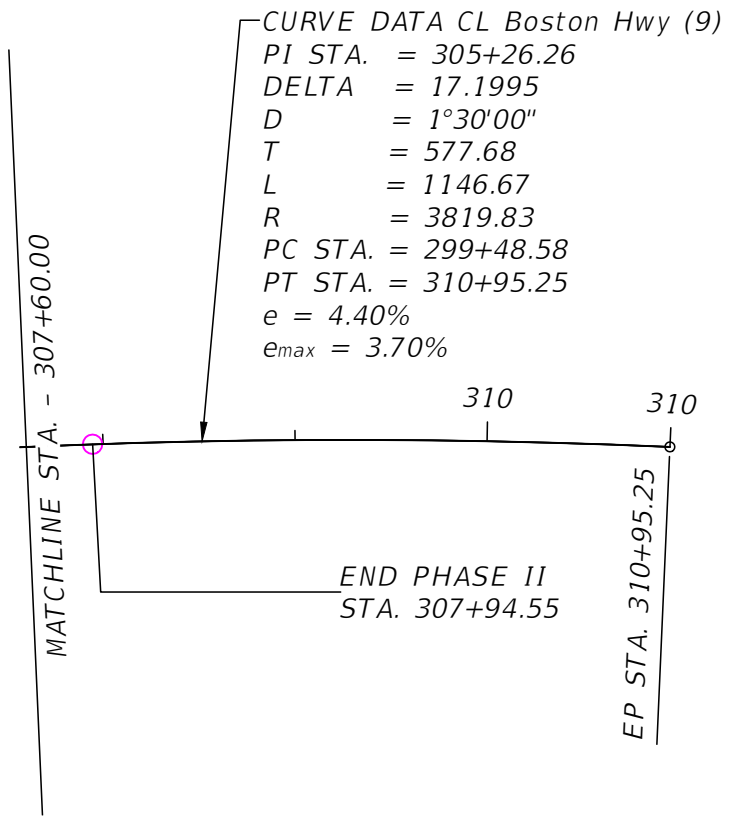 CURVE DATA CL Boston Hwy (9)
PI STA. = 305+26.26
DELTA = 17.1995
D = 1°30'00"
T = 577.68
L = 1146.67
R = 3819.83
PC STA. = 299+48.58
PT STA. = 310+95.25
e = 4.40%
emax = 3.70%
MATCHLINE STA. - 307+60.00
310
310
END PHASE II
STA. 307+94.55
EP STA. 310+95.25